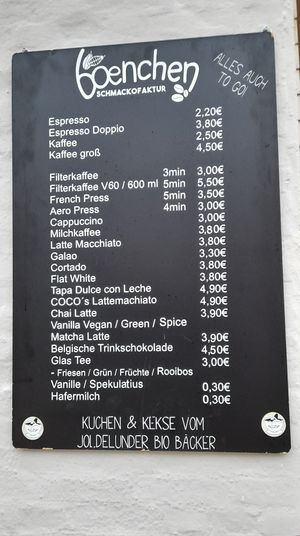 boenchen
SCHMACKOFAKTUR
ALLES AUCH
TO GO!
Espresso 2,20€
Espresso Doppio 3,80€
Kaffee 2,50€
Kaffee groß 4,50€
Filterkaffee 3min 3,00€
Filterkaffee V60 / 600 ml 5min 5,50€
French Press 5min 3,50€
Aero Press 4min 3,00€
Cappuccino 3,00€
Milchkaffee 3,80€
Latte Macchiato 3,80€
Galao 3,30€
Cortado 3,80€
Flat White 3,80€
Tapa Dulce con Leche 4,90€
COCO´s Lattemachiato 4,90€
Chai Latte 3,90€
Vanilla Vegan / Green / Spice
Matcha Latte 3,90€
Belgische Trinkschokolade 4,50€
Glas Tee 3,00€
- Friesen / Grün / Früchte / Rooibos
Vanille / Spekulatius 0,30€
Hafermilch 0,30€
KUCHEN & KEKSE VOM
JOLDELUNDER BIO BÄCKER